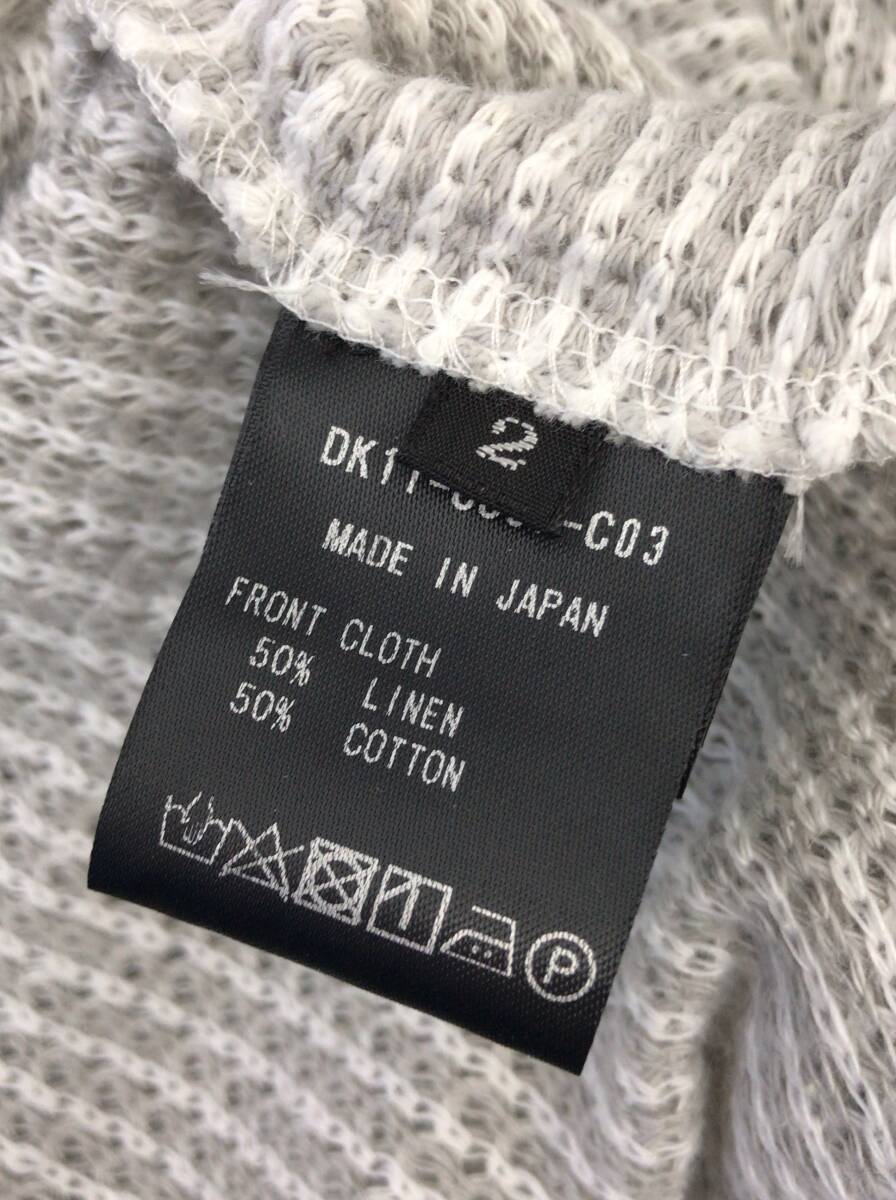 2
MADE IN JAPAN
FRONT CLOTH
50% LINEN
50% COTTON
P